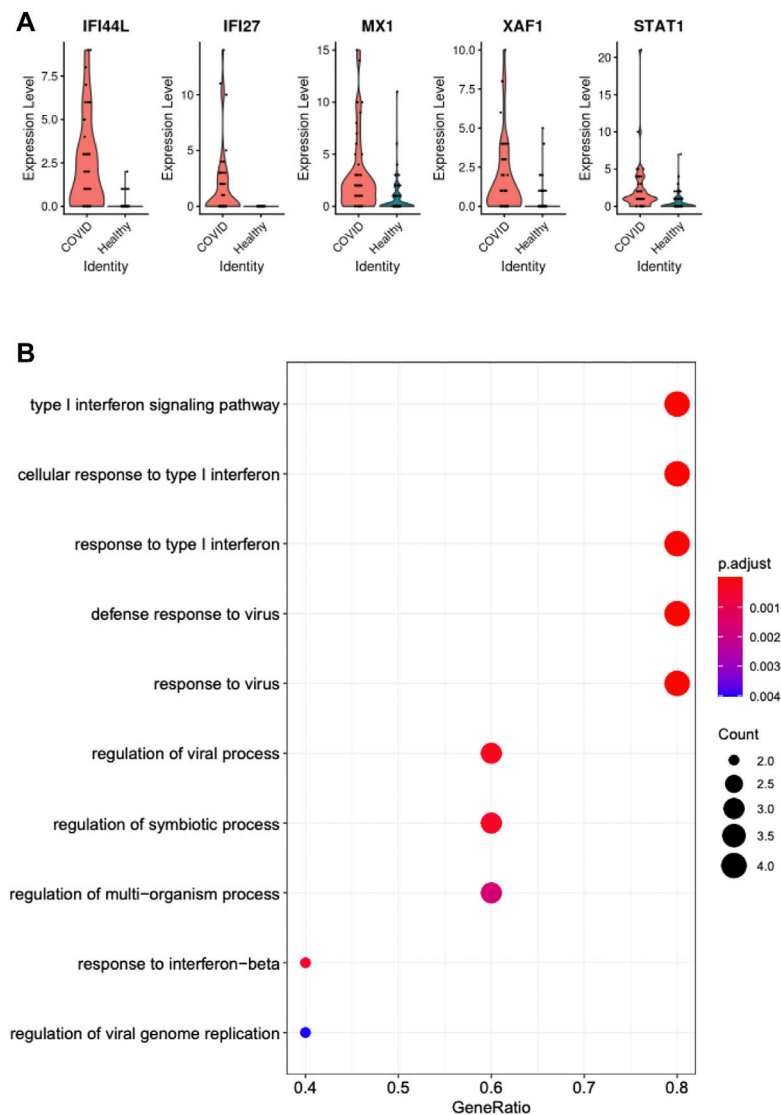 A
IFI44L IFI27 MX1 XAF1 STAT1
Expression Level Expression Level Expression Level Expression Level Expression Level
7.5 5.0 2.5 0.0
10 5 0
15 10 5 0
10.0 7.5 5.0 2.5 0.0
20 15 10 5 0
COVID Healthy COVID Healthy COVID Healthy COVID Healthy COVID Healthy
Identity Identity Identity Identity Identity
B
type I interferon signaling pathway
cellular response to type I interferon
response to type I interferon
defense response to virus
response to virus
regulation of viral process
regulation of symbiotic process
regulation of multi-organism process
response to interferon-beta
regulation of viral genome replication
0.4 0.5 0.6 0.7 0.8
GeneRatio
p.adjust
0.001
0.002
0.003
0.004
Count
2.0
2.5
3.0
3.5
4.0